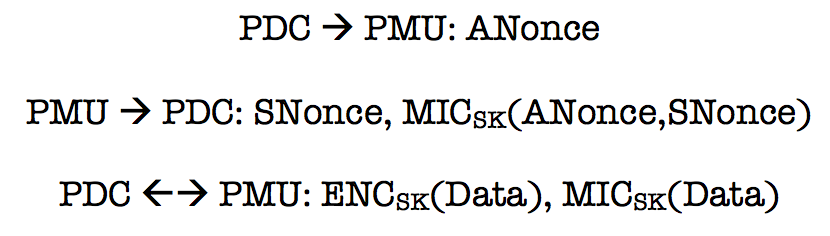 PDC → PMU: ANonce
PMU → PDC: SNonce, MICSK(ANonce,SNonce)
PDC ←→ PMU: ENCSK(Data), MICSK(Data)